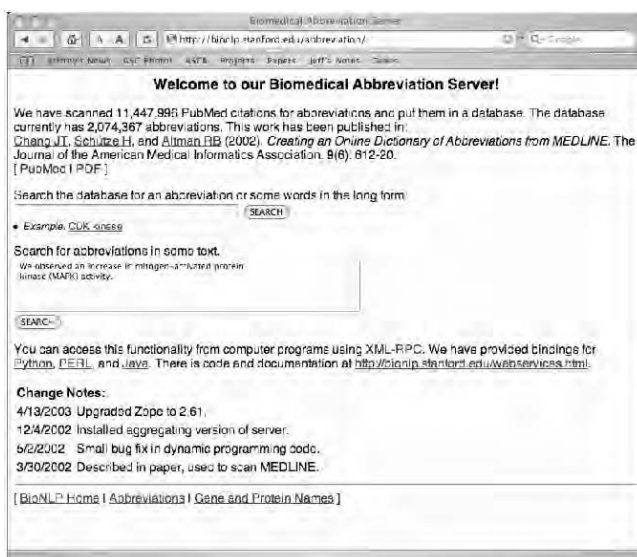 Biomedical Abbreviation Server
A A http://bionlp.stanford.edu/abbreviation/ Google
News Photos Projects Papers Jeff's Notes
Welcome to our Biomedical Abbreviation Server!
We have scanned 11,447,996 PubMed citations for abbreviations and put them in a database. The database
currently has 2,074,367 abbreviations. This work has been published in:
Chang JT, Schütze H, and Altman RB (2002). Creating an Online Dictionary of Abbreviations from MEDLINE. The
Journal of the American Medical Informatics Association. 9(6): 612-20.
[ PubMed | PDF ]
Search the database for an abbreviation or some words in the long form
SEARCH
• Example: CDK kinase
Search for abbreviations in some text.
We observed an increase in mitogen-activated protein
kinase (MAPK) activity.
SEARCH
You can access this functionality from computer programs using XML-RPC. We have provided bindings for
Python, PERL, and Java. There is code and documentation at http://bionlp.stanford.edu/webservices.html.
Change Notes:
4/13/2003 Upgraded Zope to 2.61.
12/4/2002 Installed aggregating version of server.
5/2/2002 Small bug fix in dynamic programming code.
3/30/2002 Described in paper, used to scan MEDLINE.
[ BioNLP Home | Abbreviations | Gene and Protein Names ]